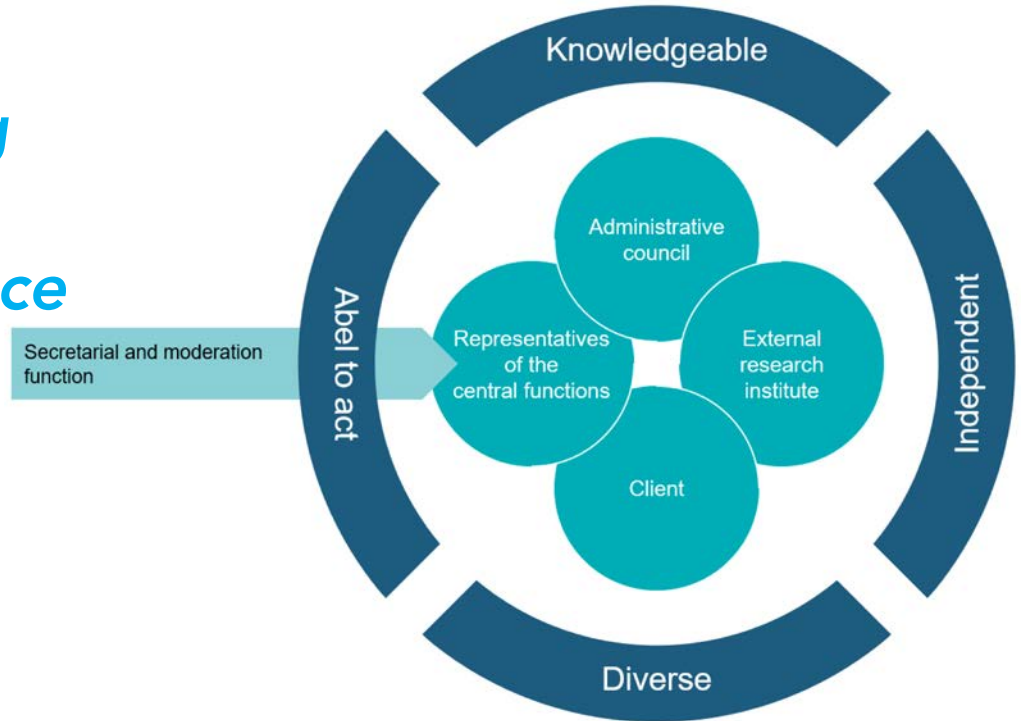 g
ce
Knowledgeable
Administrative
council
Representatives
of the
central functions
External
research
institute
Client
Secretarial and moderation
function
Abel to act
Independent
Diverse